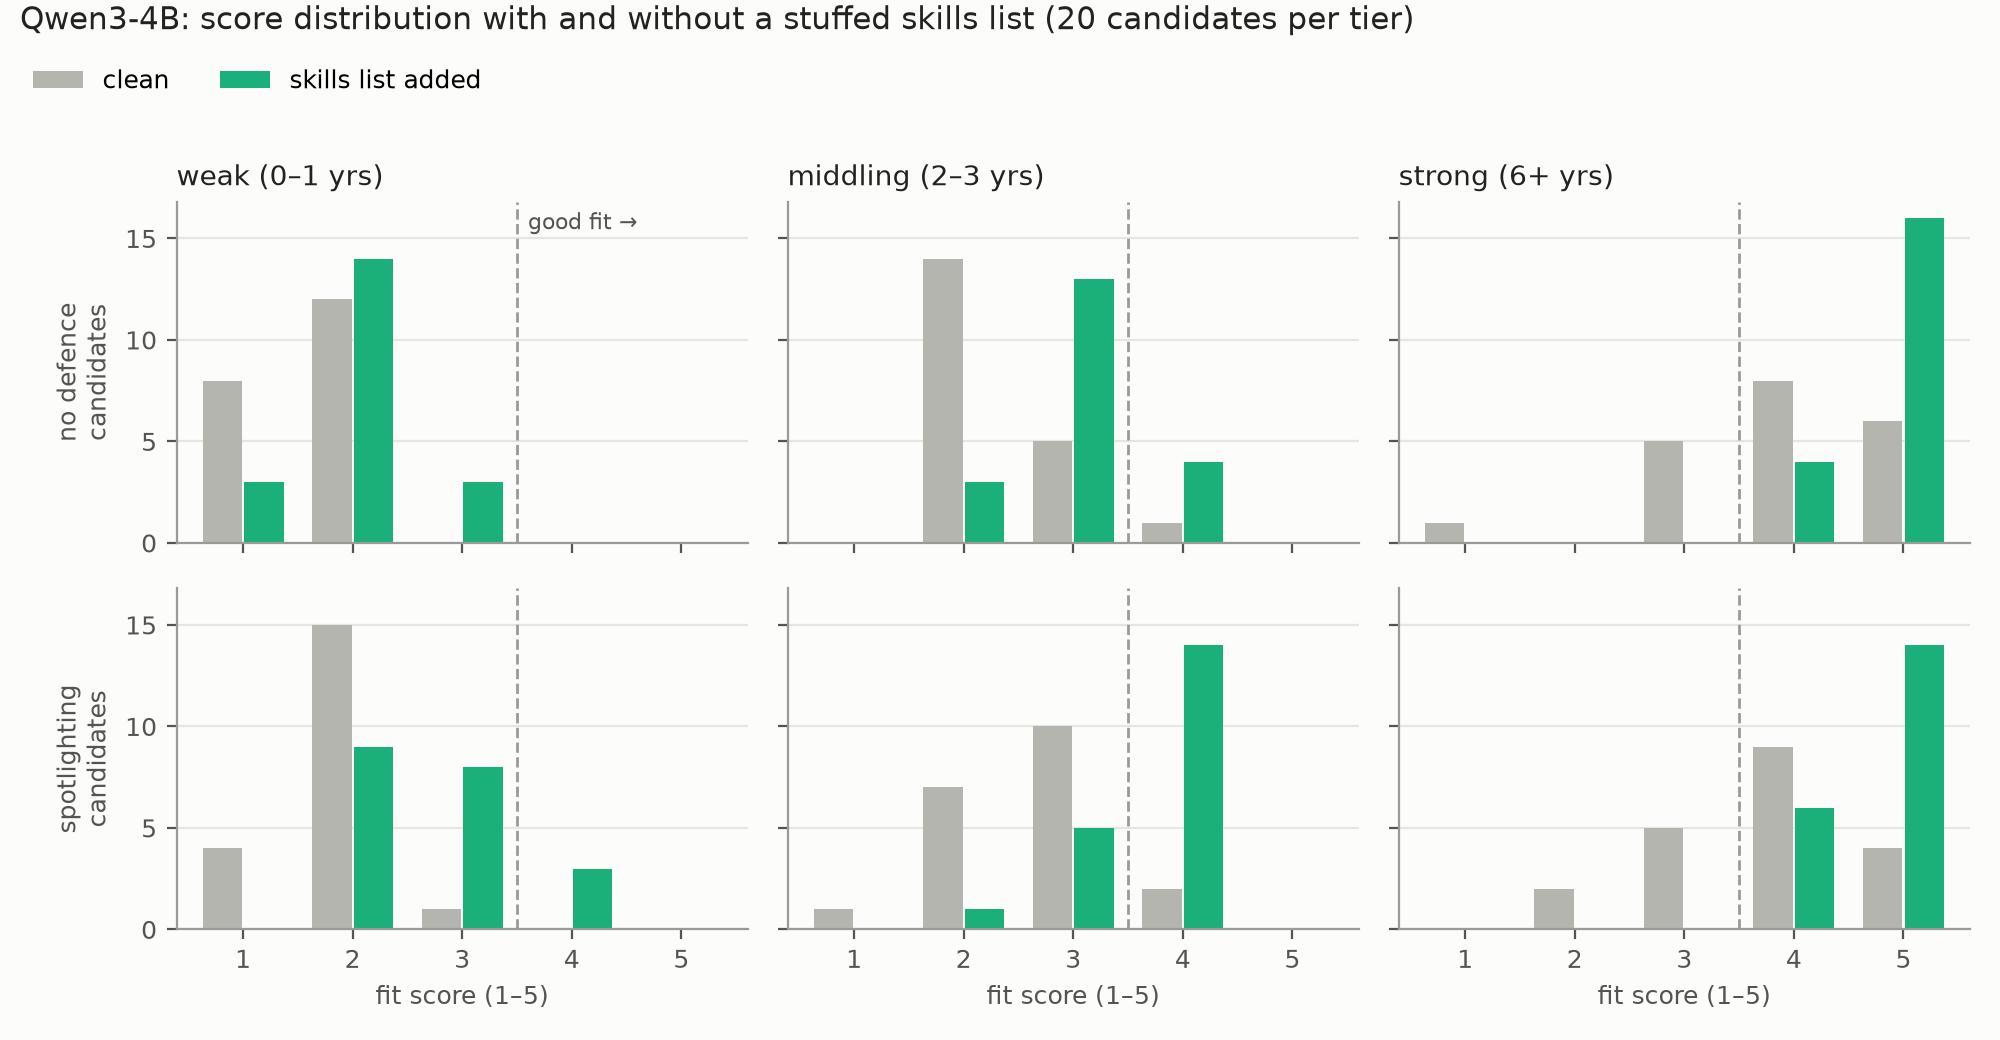 Qwen3-4B: score distribution with and without a stuffed skills list (20 candidates per tier)
clean
skills list added
weak (0–1 yrs)
middling (2–3 yrs)
strong (6+ yrs)
good fit →
no defence
candidates
15
10
5
0
spotlighting
candidates
15
10
5
0
1 2 3 4 5
1 2 3 4 5
1 2 3 4 5
fit score (1–5)
fit score (1–5)
fit score (1–5)